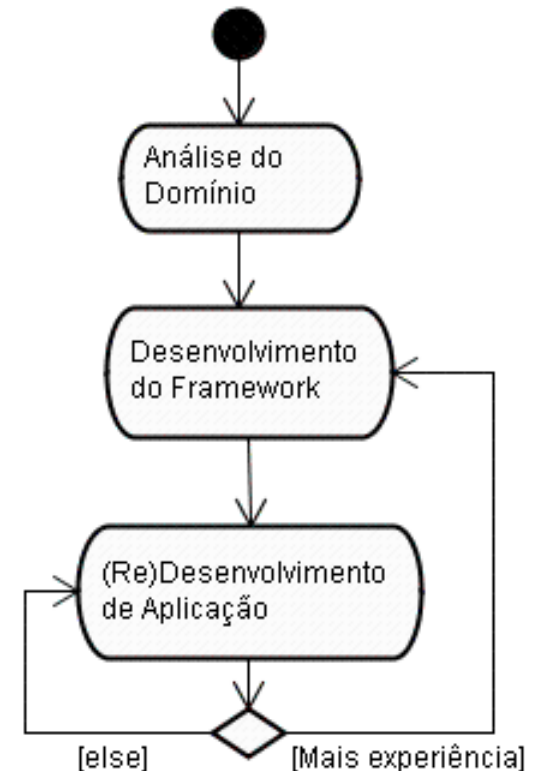 Análise do
Domínio
Desenvolvimento
do Framework
(Re)Desenvolvimento
de Aplicação
[else]
[Mais experiência]